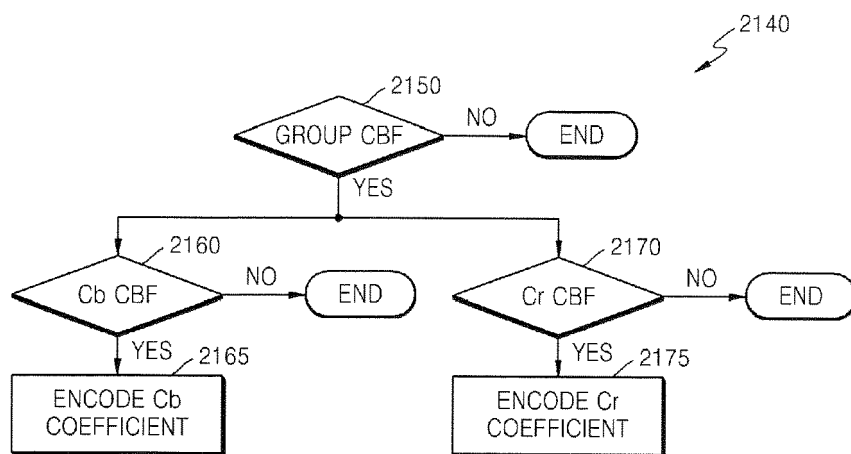 2140
2150
GROUP CBF
NO
END
YES
2160
Cb CBF
NO
END
YES
2165
ENCODE Cb
COEFFICIENT
2170
Cr CBF
NO
END
YES
2175
ENCODE Cr
COEFFICIENT